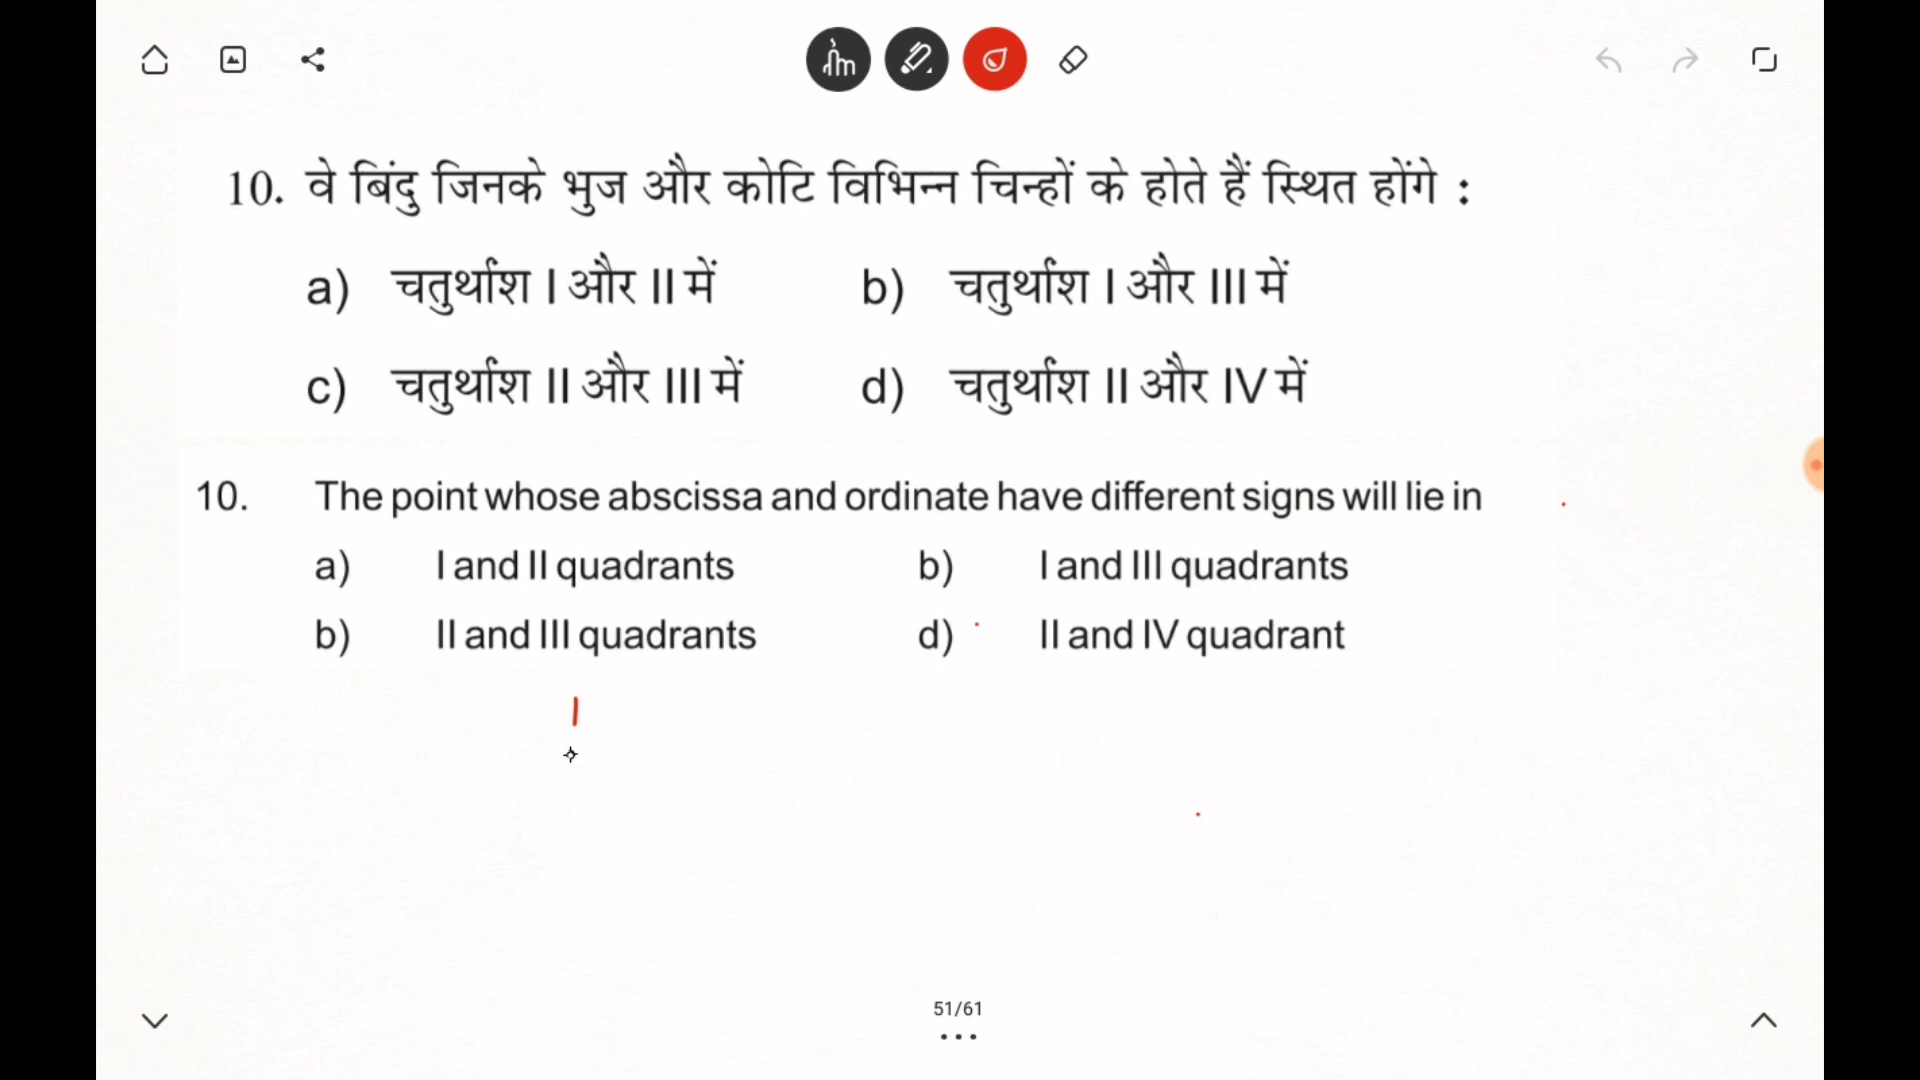 10. वे बिंदु जिनके भुज और कोटि विभिन्न चिन्हों के होते हैं स्थित होंगे :
a) चतुर्थांश I और II में b) चतुर्थांश I और III में
c) चतुर्थांश II और III में d) चतुर्थांश II और IV में
10. The point whose abscissa and ordinate have different signs will lie in
a) I and II quadrants b) I and III quadrants
b) II and III quadrants d) II and IV quadrant
51/61